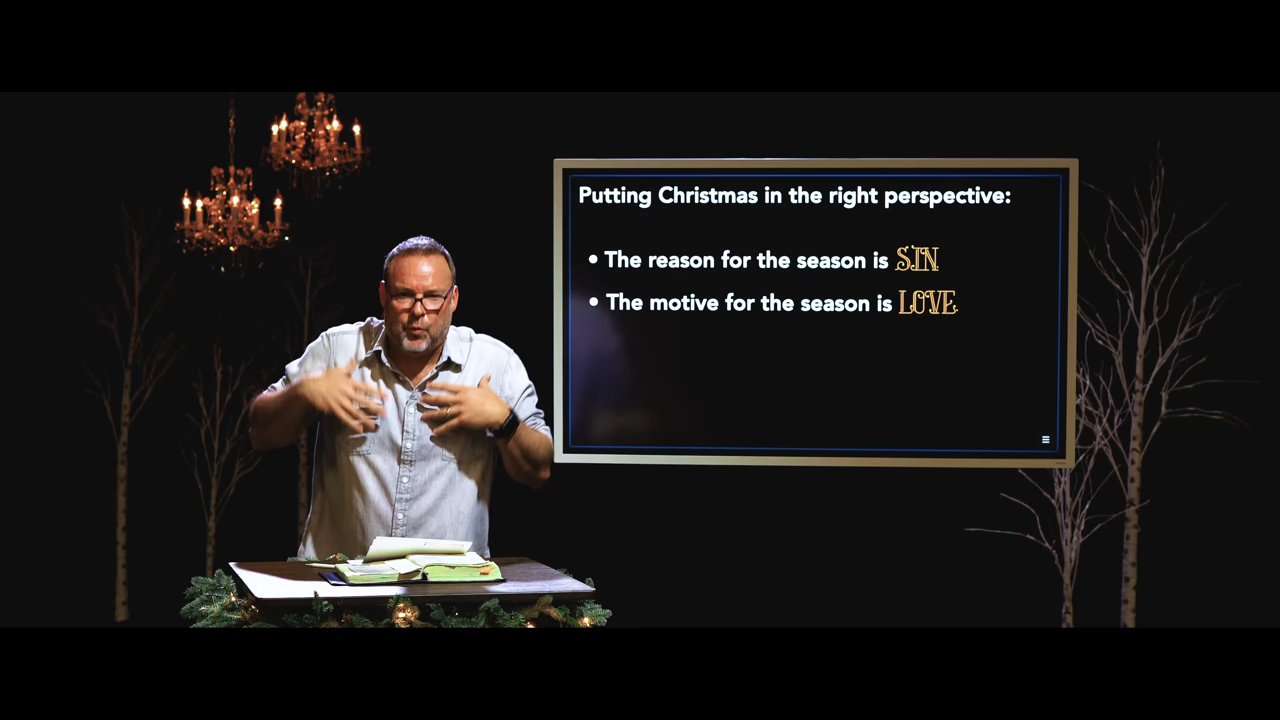 Putting Christmas in the right perspective:
• The reason for the season is SIN
• The motive for the season is LOVE